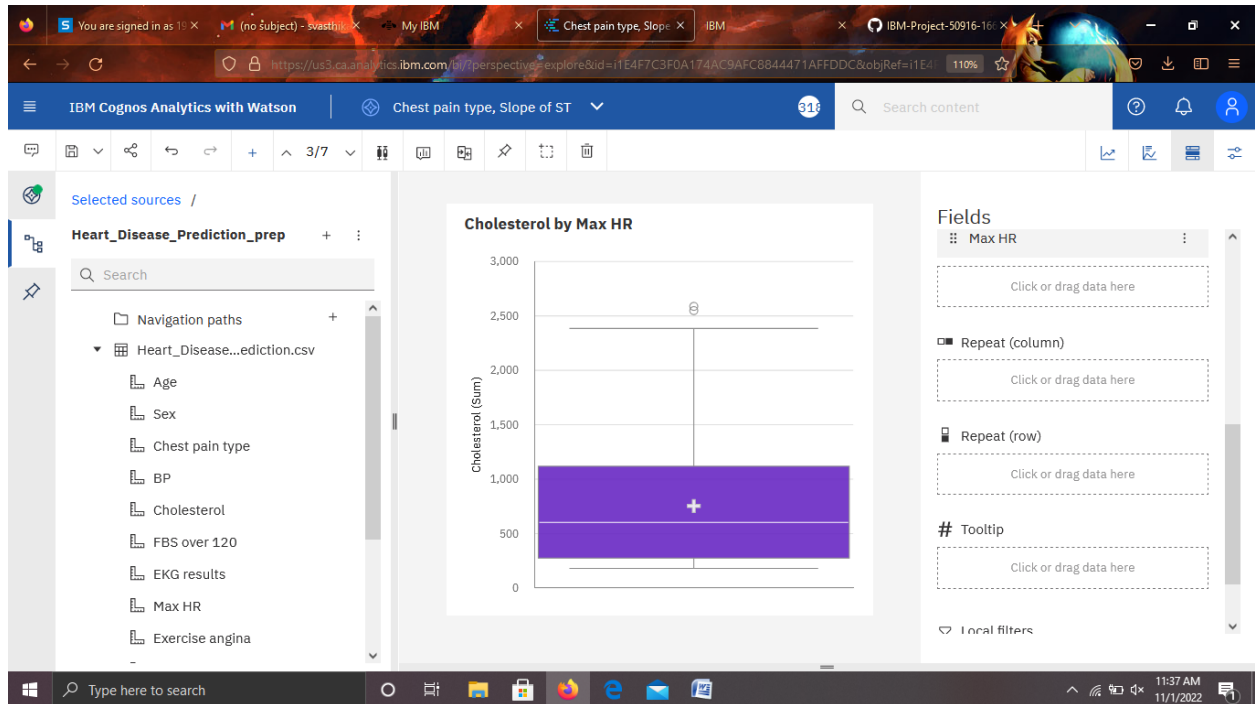 You are signed in as 19
(no subject) - svasthik
My IBM
Chest pain type, Slope
IBM
IBM-Project-50916-166
https://us3.ca.analytics.ibm.com/bi/?perspective=explore&id=i1E4F7C3F0A174AC9AFC8844471AFFDDC&objRef=i1E4
110%
IBM Cognos Analytics with Watson
Chest pain type, Slope of ST
318
Search content
3/7
Selected sources /
Heart_Disease_Prediction_prep
Search
Navigation paths
Heart_Disease...ediction.csv
Age
Sex
Chest pain type
BP
Cholesterol
FBS over 120
EKG results
Max HR
Exercise angina
Cholesterol by Max HR
Cholesterol (Sum)
3,000
2,500
2,000
1,500
1,000
500
0
Fields
Max HR
Click or drag data here
Repeat (column)
Click or drag data here
Repeat (row)
Click or drag data here
# Tooltip
Click or drag data here
Local filters
Type here to search
11:37 AM
11/1/2022
1